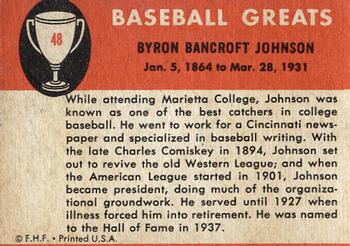 BASEBALL GREATS
48
BYRON BANCROFT JOHNSON
Jan. 5, 1864 to Mar. 28, 1931
While attending Marietta College, Johnson was
known as one of the best catchers in college
baseball. He went to work for a Cincinnati news-
paper and specialized in baseball writing. With
the late Charles Comiskey in 1894, Johnson set
out to revive the old Western League; and when
the American League started in 1901, Johnson
became president, doing much of the organiza-
tional groundwork. He served until 1927 when
illness forced him into retirement. He was named
to the Hall of Fame in 1937.
© F.H.F. • Printed U.S.A.